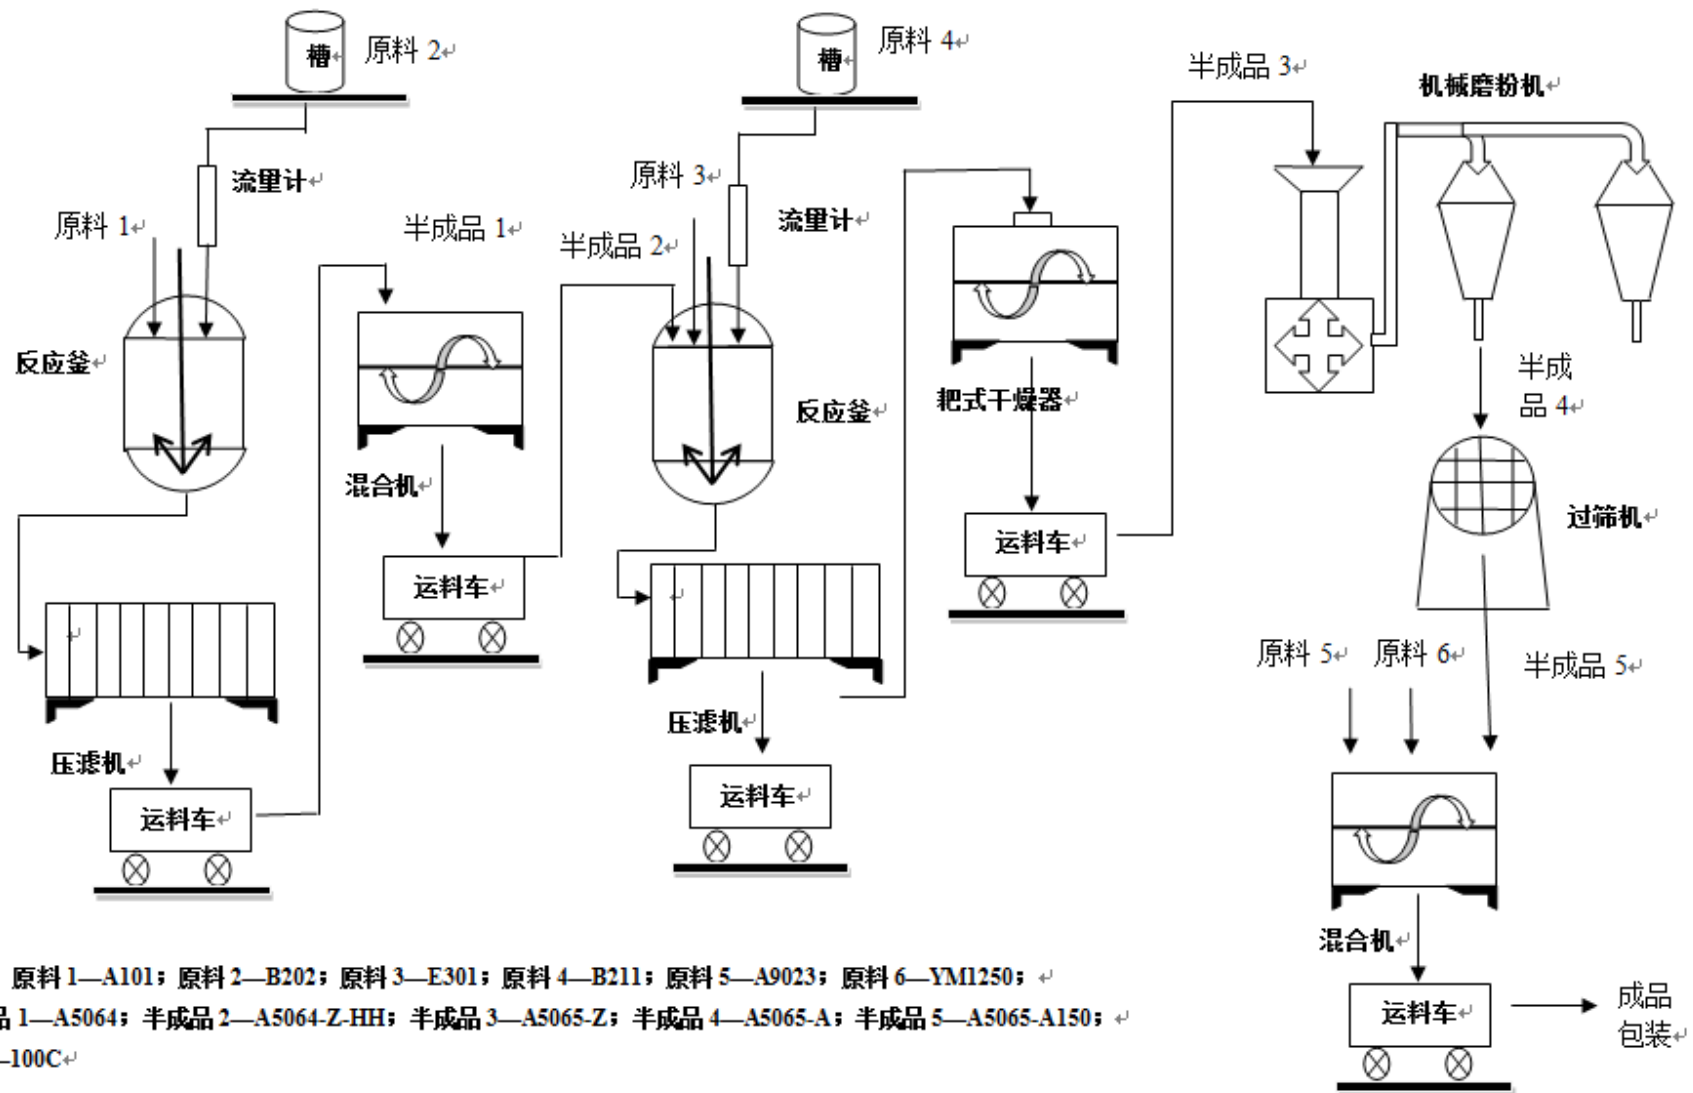 槽 原料 2
槽 原料 4
半成品 3
机械磨粉机
流量计
原料 3
流量计
原料 1
半成品 1
半成品 2
反应釜
混合机
反应釜
耙式干燥器
半成
品 4
运料车
运料车
过筛机
原料 5 原料 6 半成品 5
压滤机
运料车
压滤机
运料车
混合机
运料车
成品
包装
原料 1—A101；原料 2—B202；原料 3—E301；原料 4—B211；原料 5—A9023；原料 6—YM1250；
品 1—A5064；半成品 2—A5064-Z-HH；半成品 3—A5065-Z；半成品 4—A5065-A；半成品 5—A5065-A150；
—100C